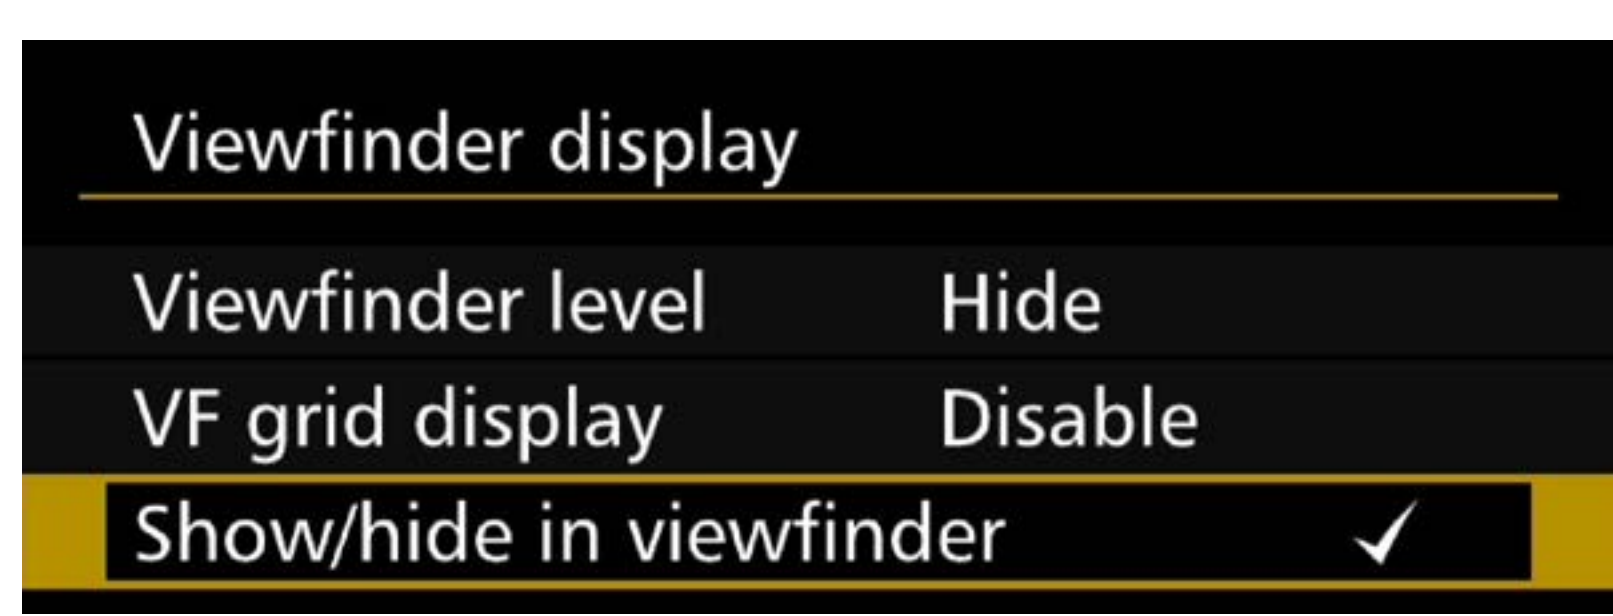 Viewfinder display
Viewfinder level Hide
VF grid display Disable
Show/hide in viewfinder ✓